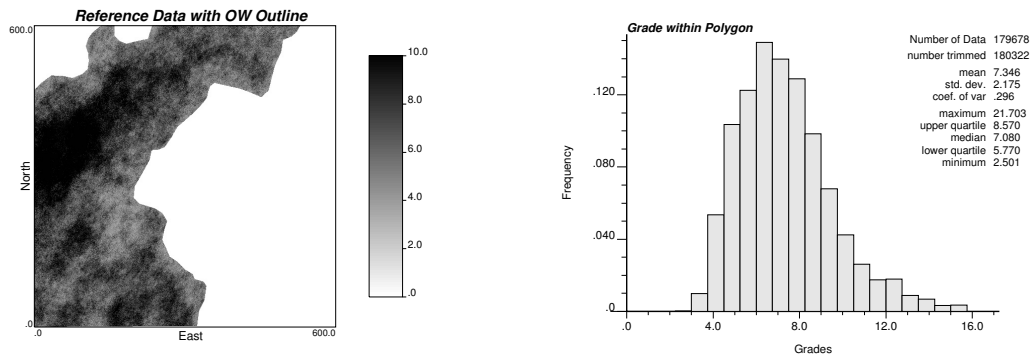 Reference Data with OW Outline
600.0
North
.0
.0
East
600.0
10.0
8.0
6.0
4.0
2.0
.0
Grade within Polygon
Frequency
.120
.080
.040
.0
.0
4.0
8.0
12.0
16.0
Grades
Number of Data 179678
number trimmed 180322
mean 7.346
std. dev. 2.175
coef. of var .296
maximum 21.703
upper quartile 8.570
median 7.080
lower quartile 5.770
minimum 2.501